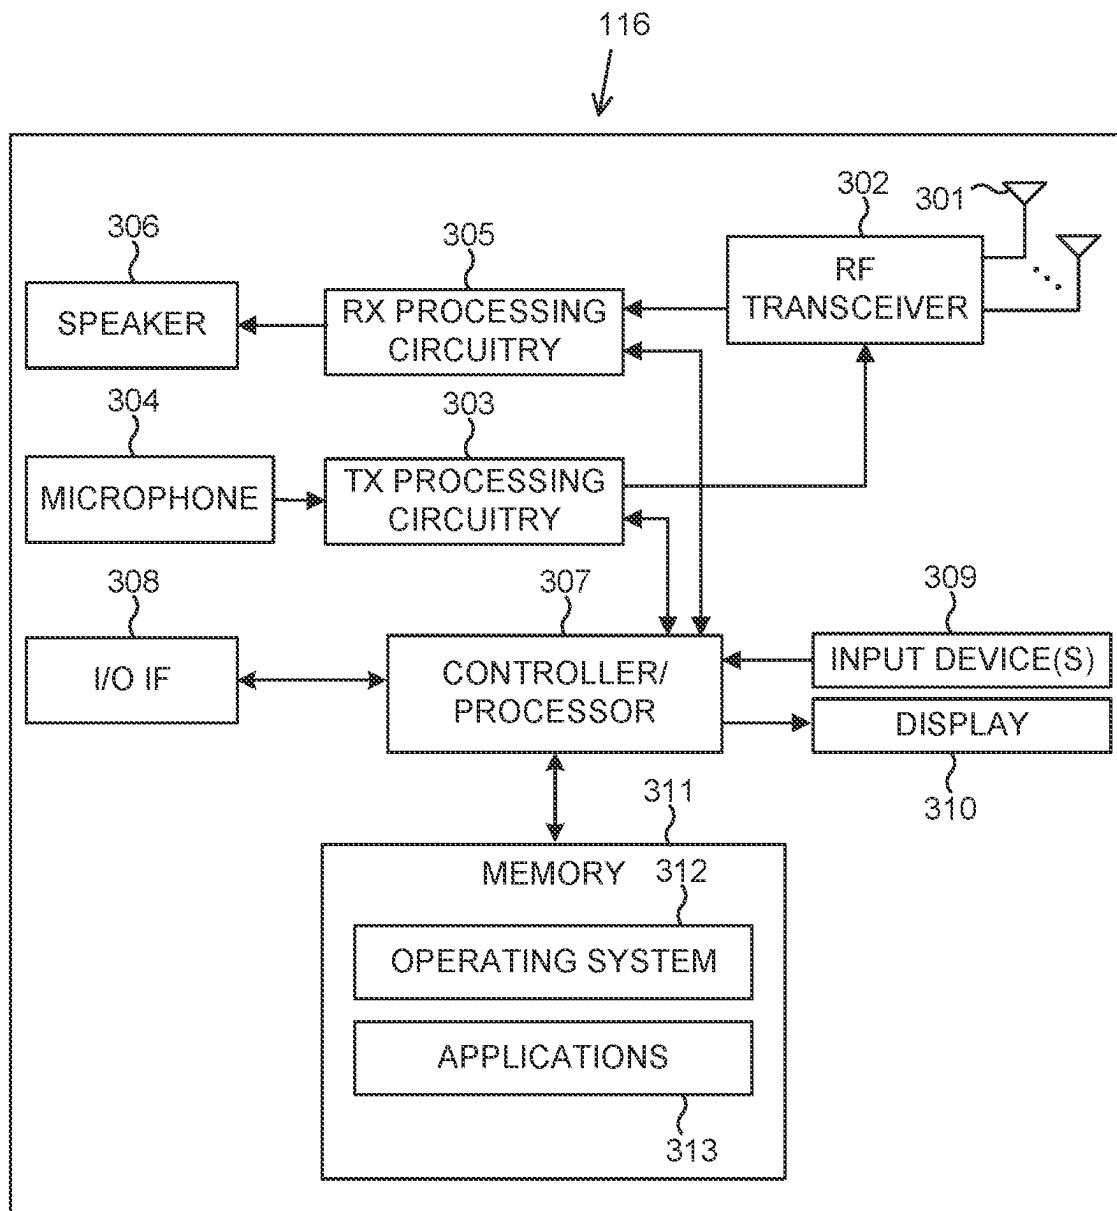 116
301
302
RF
TRANSCEIVER
305
RX PROCESSING
CIRCUITRY
306
SPEAKER
304
MICROPHONE
303
TX PROCESSING
CIRCUITRY
308
I/O IF
307
CONTROLLER/
PROCESSOR
309
INPUT DEVICE(S)
DISPLAY
310
311
MEMORY
312
OPERATING SYSTEM
APPLICATIONS
313